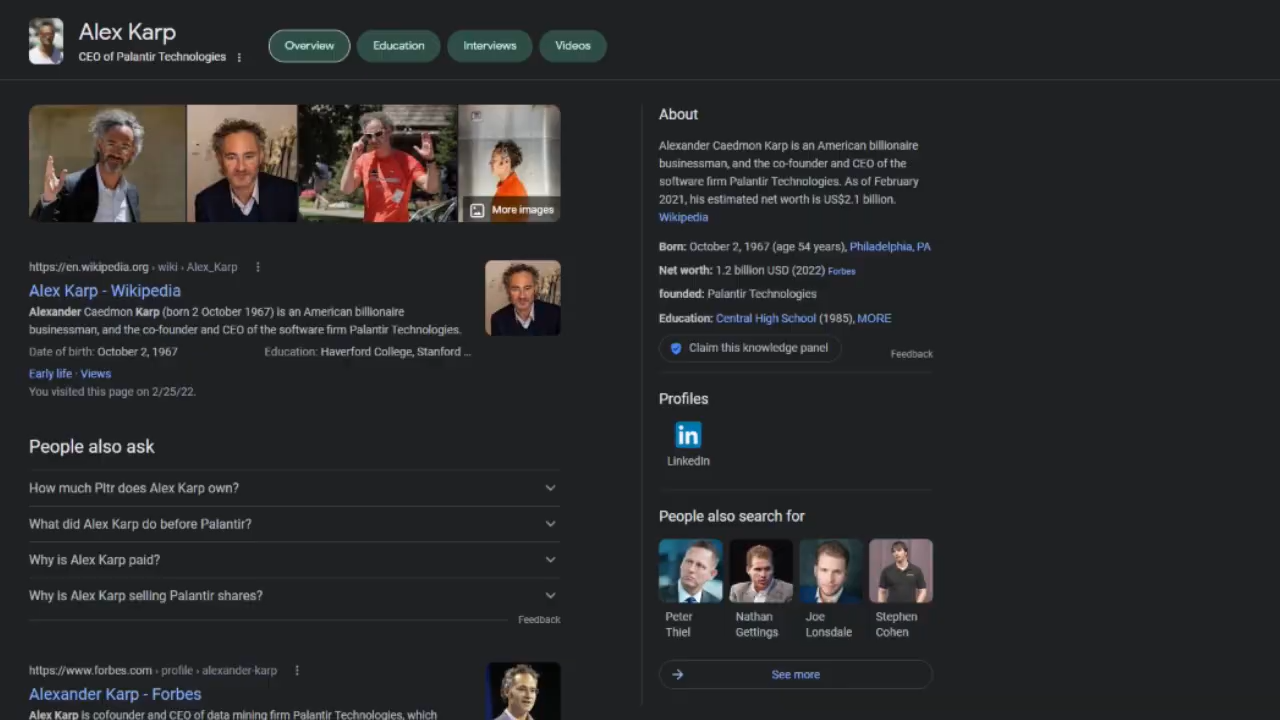 Alex Karp
CEO of Palantir Technologies
Overview
Education
Interviews
Videos
More images
https://en.wikipedia.org › wiki › Alex_Karp
Alex Karp - Wikipedia
Alexander Caedmon Karp (born 2 October 1967) is an American billionaire
businessman, and the co-founder and CEO of the software firm Palantir Technologies.
Date of birth: October 2, 1967
Education: Haverford College, Stanford ...
Early life · Views
You visited this page on 2/25/22.
People also ask
How much Pltr does Alex Karp own?
What did Alex Karp do before Palantir?
Why is Alex Karp paid?
Why is Alex Karp selling Palantir shares?
Feedback
https://www.forbes.com › profile › alexander-karp
Alexander Karp - Forbes
Alex Karp is cofounder and CEO of data mining firm Palantir Technologies, which
About
Alexander Caedmon Karp is an American billionaire
businessman, and the co-founder and CEO of the
software firm Palantir Technologies. As of February
2021, his estimated net worth is US$2.1 billion.
Wikipedia
Born: October 2, 1967 (age 54 years), Philadelphia, PA
Net worth: 1.2 billion USD (2022) Forbes
founded: Palantir Technologies
Education: Central High School (1985), MORE
Claim this knowledge panel
Feedback
Profiles
in
LinkedIn
People also search for
Peter
Thiel
Nathan
Gettings
Joe
Lonsdale
Stephen
Cohen
See more